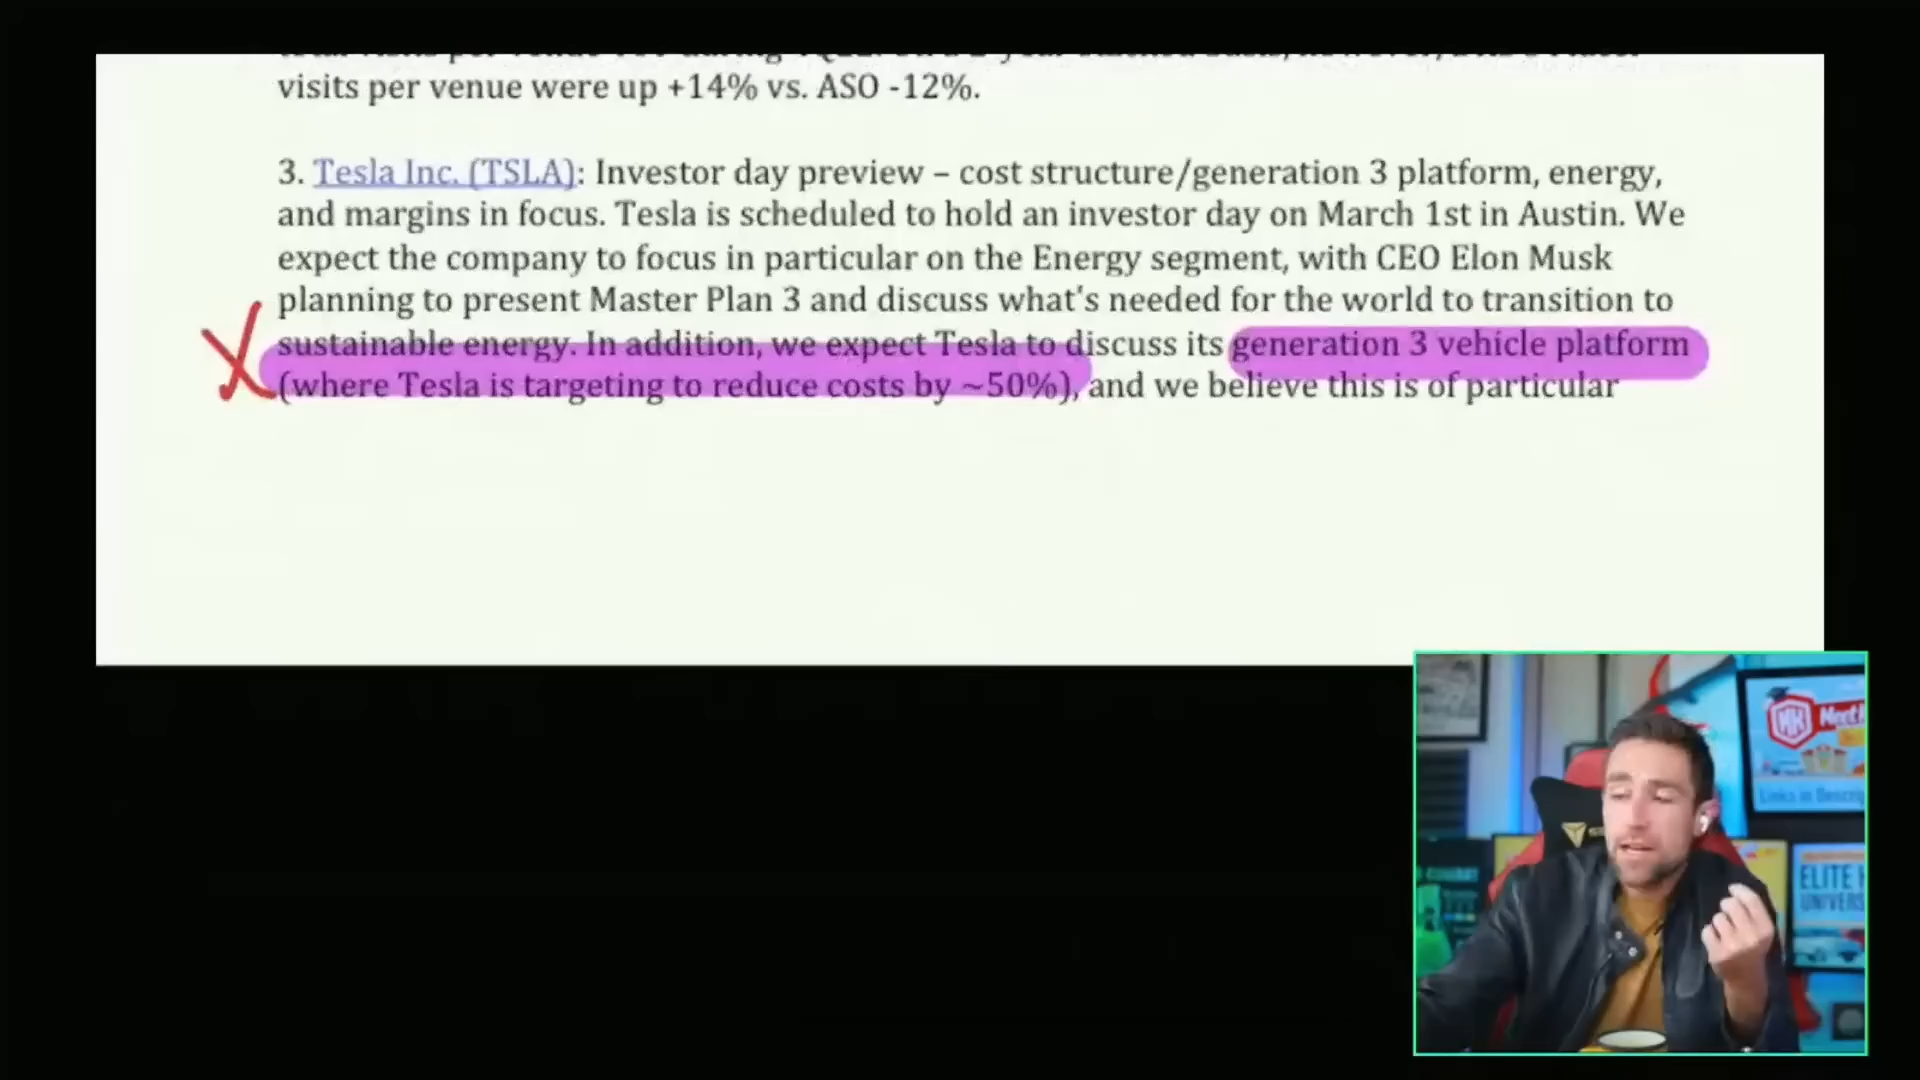 visits per venue were up +14% vs. ASO -12%.
3. Tesla Inc. (TSLA): Investor day preview – cost structure/generation 3 platform, energy,
and margins in focus. Tesla is scheduled to hold an investor day on March 1st in Austin. We
expect the company to focus in particular on the Energy segment, with CEO Elon Musk
planning to present Master Plan 3 and discuss what's needed for the world to transition to
sustainable energy. In addition, we expect Tesla to discuss its generation 3 vehicle platform
(where Tesla is targeting to reduce costs by ~50%), and we believe this is of particular
Meet
Links in
ELITE